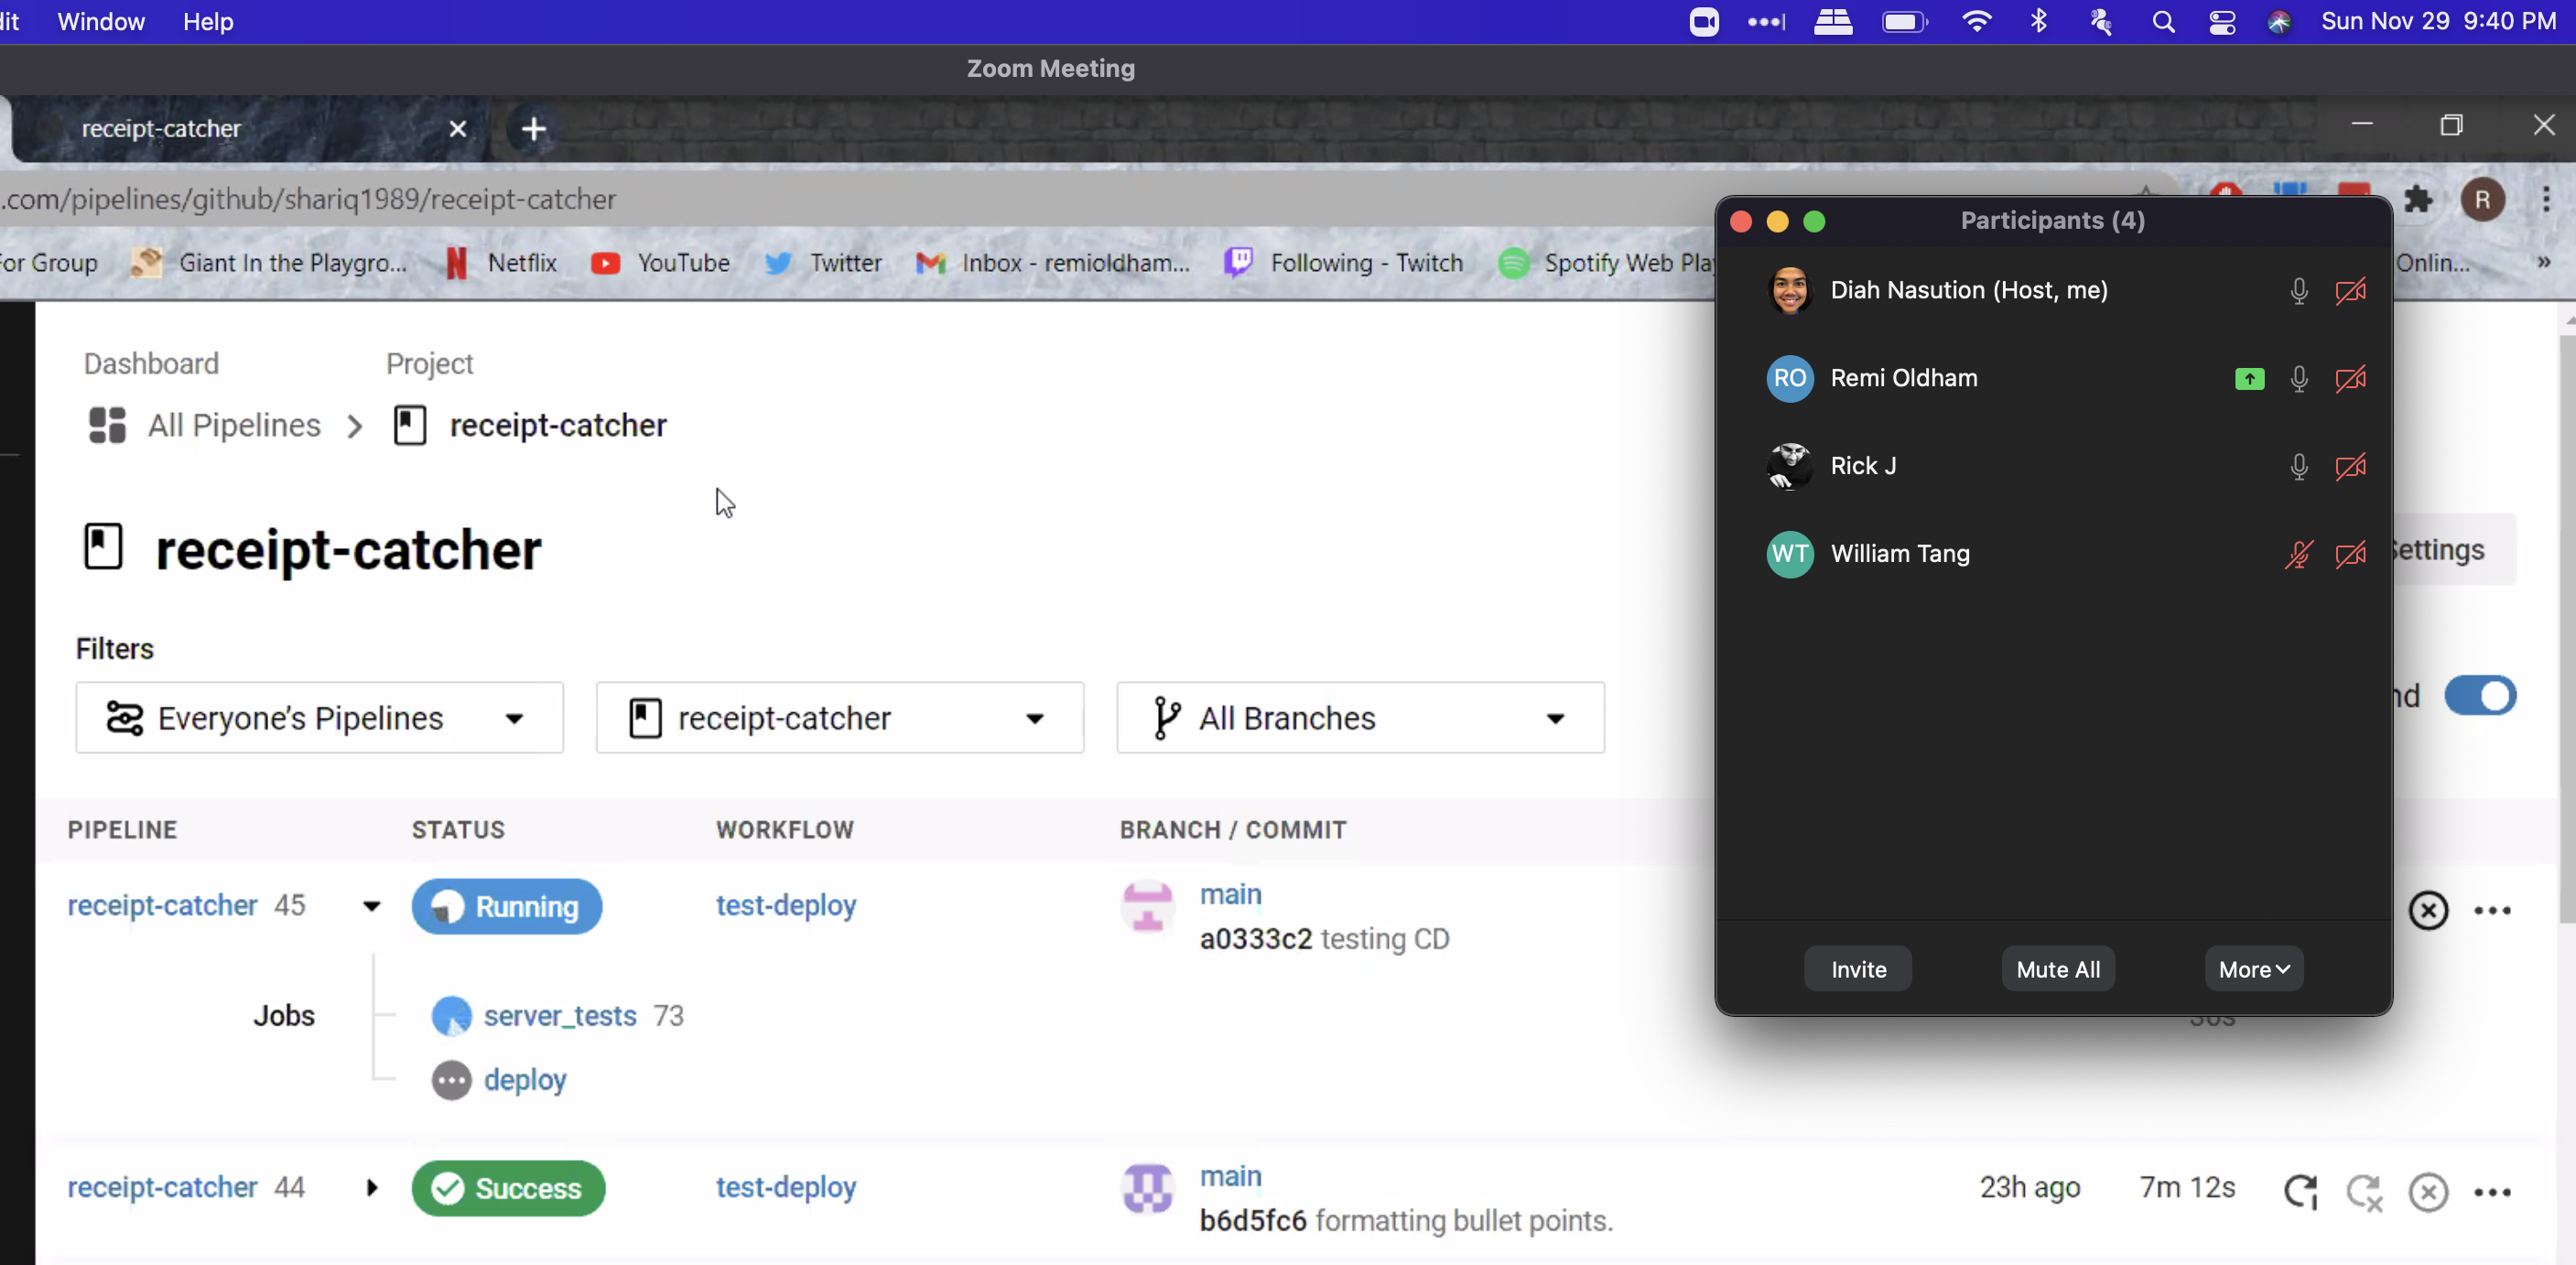 dit Window Help Sun Nov 29 9:40 PM
Zoom Meeting
receipt-catcher
.com/pipelines/github/shariq1989/receipt-catcher R
For Group Giant In the Playgro... Netflix YouTube Twitter Inbox - remioldham... Following - Twitch Spotify Web Pla Onlin... »
Participants (4)
Diah Nasution (Host, me)
RO Remi Oldham
Rick J
WT William Tang
Invite Mute All More
Dashboard Project
All Pipelines > receipt-catcher
receipt-catcher Settings
Filters
Everyone's Pipelines receipt-catcher All Branches nd
PIPELINE STATUS WORKFLOW BRANCH / COMMIT
receipt-catcher 45 Running test-deploy main
a0333c2 testing CD
Jobs server_tests 73
deploy
receipt-catcher 44 Success test-deploy main 23h ago 7m 12s
b6d5fc6 formatting bullet points.